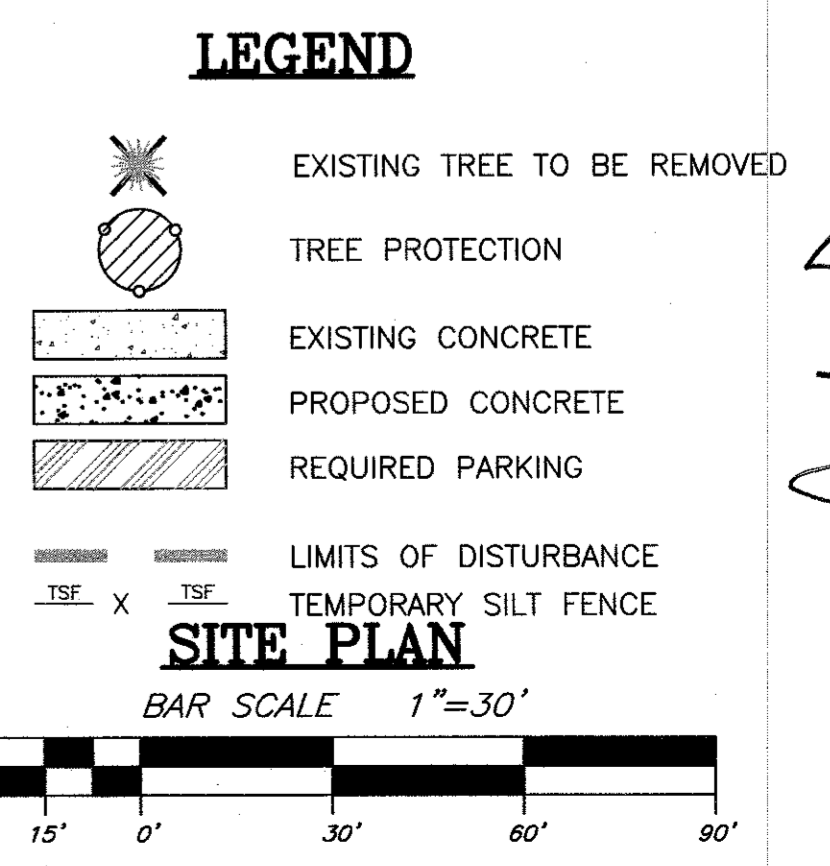 LEGEND
EXISTING TREE TO BE REMOVED
TREE PROTECTION
EXISTING CONCRETE
PROPOSED CONCRETE
REQUIRED PARKING
LIMITS OF DISTURBANCE
TSF X TSF TEMPORARY SILT FENCE
SITE PLAN
BAR SCALE 1"=30'
15' 0' 30' 60' 90'